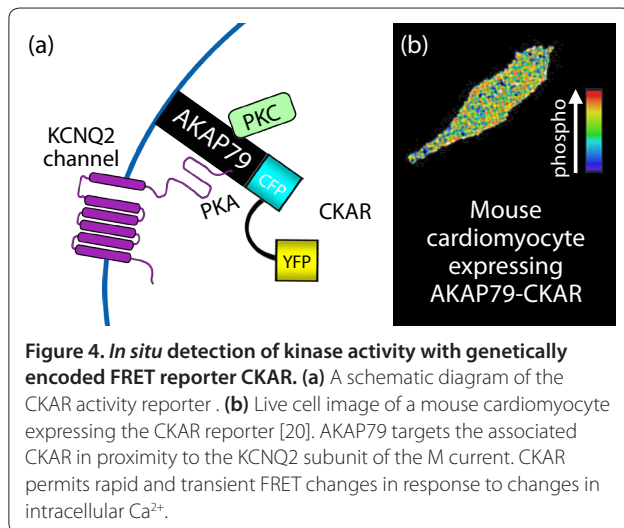 (a)
KCNQ2
channel
AKAP79
PKC
PKA
CFP
CKAR
YFP
(b)
phospho
Mouse
cardiomyocyte
expressing
AKAP79-CKAR
Figure 4. In situ detection of kinase activity with genetically
encoded FRET reporter CKAR. (a) A schematic diagram of the
CKAR activity reporter . (b) Live cell image of a mouse cardiomyocyte
expressing the CKAR reporter [20]. AKAP79 targets the associated
CKAR in proximity to the KCNQ2 subunit of the M current. CKAR
permits rapid and transient FRET changes in response to changes in
intracellular Ca²⁺.